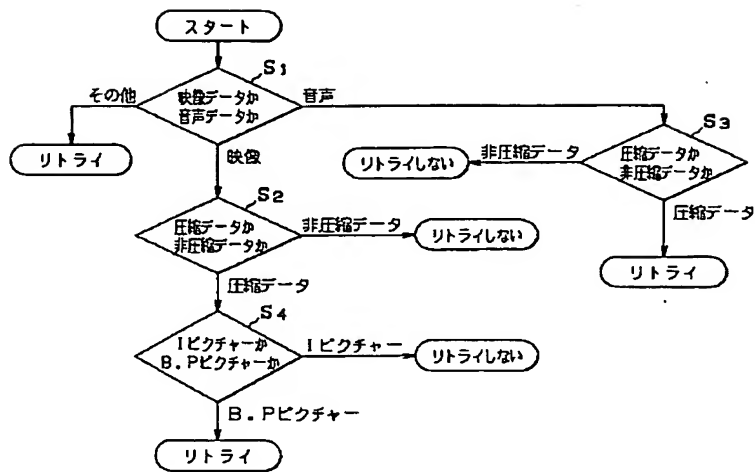 スタート
S1
その他
映像データか
音声データか
音声
リトライ
映像
S3
リトライしない
非圧縮データ
圧縮データか
非圧縮データか
圧縮データ
リトライ
S2
圧縮データか
非圧縮データか
非圧縮データ
リトライしない
圧縮データ
S4
Iピクチャーか
B.Pピクチャーか
Iピクチャー
リトライしない
B.Pピクチャー
リトライ